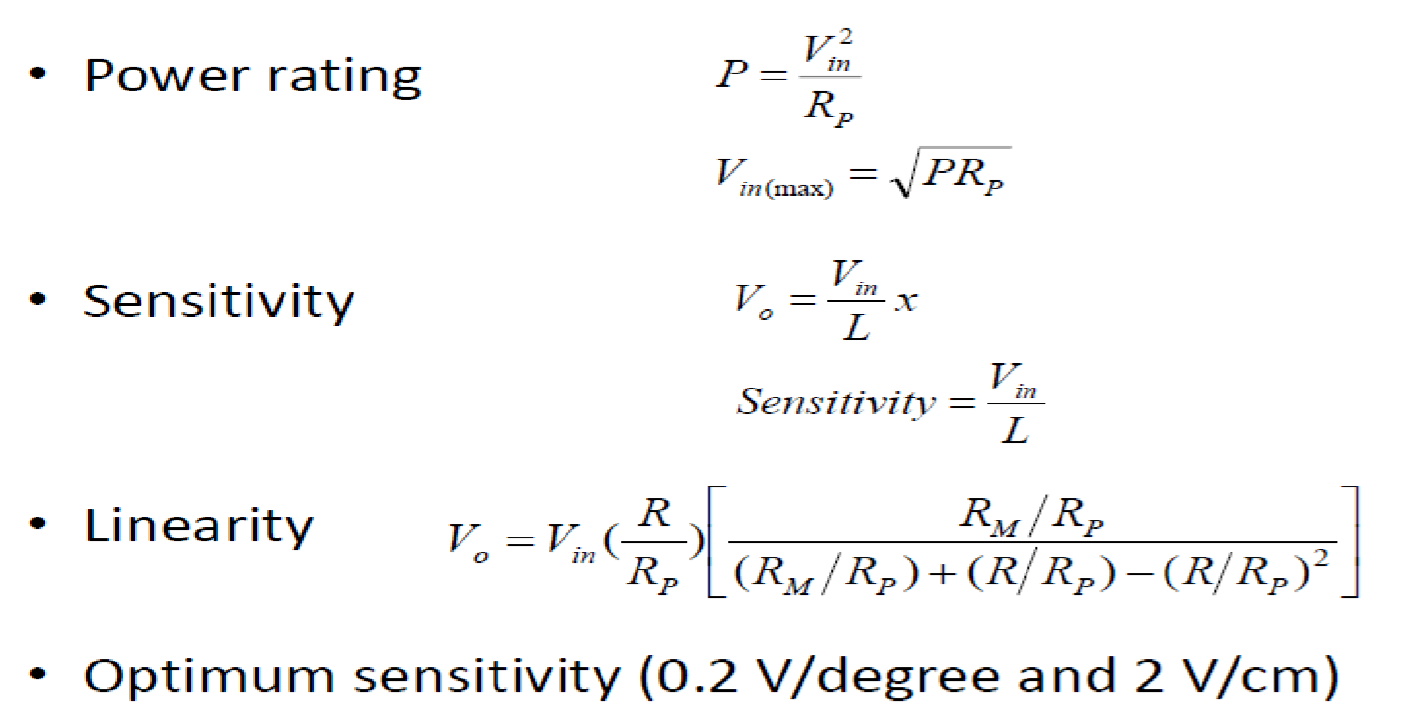 • Power rating P = V_in^2 / R_P
V_in(max) = √(PR_P)
• Sensitivity V_o = (V_in / L) x
Sensitivity = V_in / L
• Linearity V_o = V_in (R / R_P) [ (R_M/R_P) / ((R_M/R_P) + (R/R_P) − (R/R_P)^2) ]
• Optimum sensitivity (0.2 V/degree and 2 V/cm)